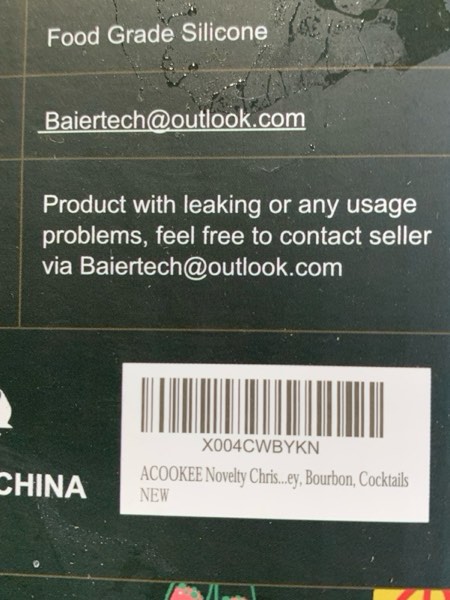 Food Grade Silicone
Baiertech@outlook.com
Product with leaking or any usage
problems, feel free to contact seller
via Baiertech@outlook.com
CHINA
X004CWBYKN
ACOOKEE Novelty Chris...ey, Bourbon, Cocktails
NEW